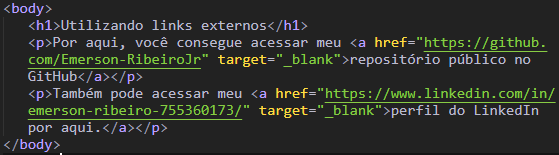 <body>
<h1>Utilizando links externos</h1>
<p>Por aqui, você consegue acessar meu <a href="https://github.
com/Emerson-RibeiroJr" target="_blank">repositório público no
GitHub</a></p>
<p>Também pode acessar meu <a href="https://www.linkedin.com/in/
emerson-ribeiro-755360173/" target="_blank">perfil do LinkedIn
por aqui.</a></p>
</body>